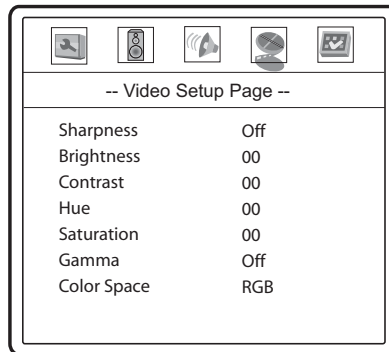 -- Video Setup Page --
Sharpness Off
Brightness 00
Contrast 00
Hue 00
Saturation 00
Gamma Off
Color Space RGB